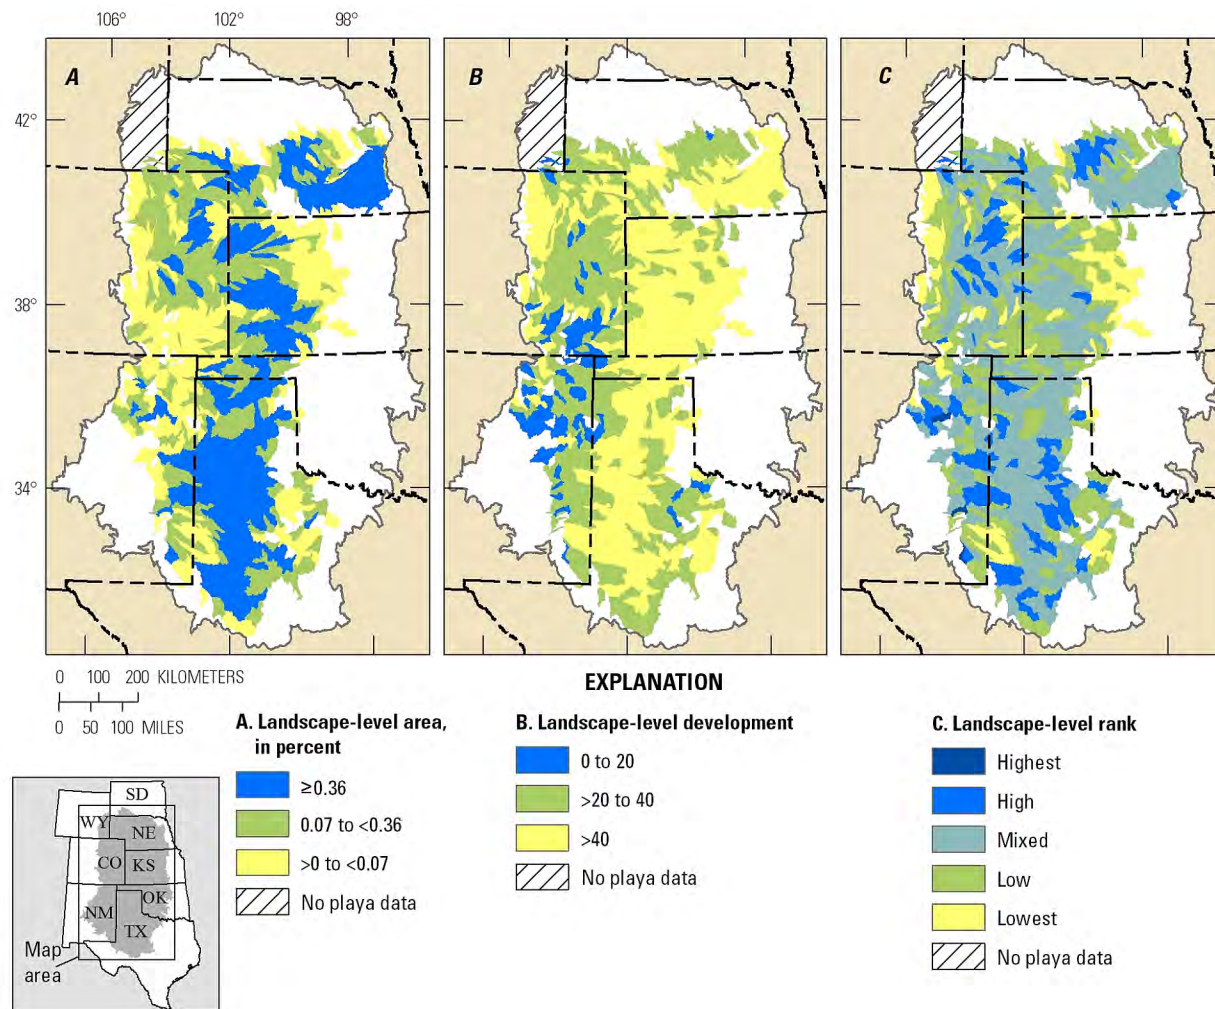 106° 102° 98°
A B C
42°
38°
34°
0 100 200 KILOMETERS
0 50 100 MILES
EXPLANATION
A. Landscape-level area,
in percent
≥0.36
0.07 to <0.36
>0 to <0.07
No playa data
B. Landscape-level development
0 to 20
>20 to 40
>40
No playa data
C. Landscape-level rank
Highest
High
Mixed
Low
Lowest
No playa data
SD
WY
NE
CO KS
OK
NM
TX
Map
area